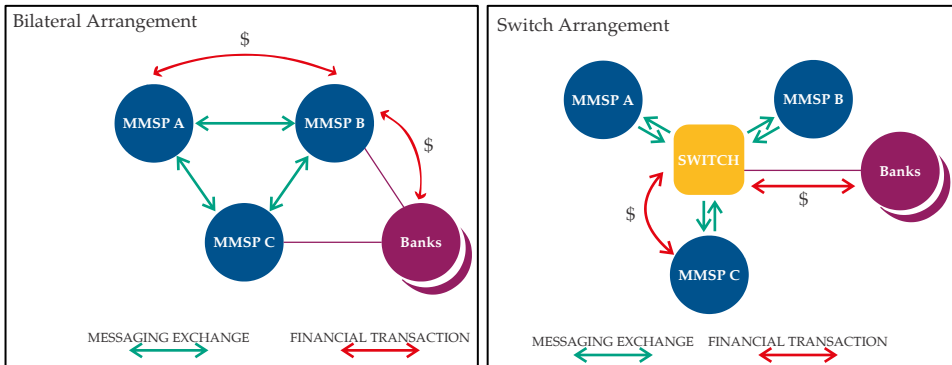 Bilateral Arrangement
$
MMSP A
MMSP B
$
MMSP C
Banks
MESSAGING EXCHANGE
FINANCIAL TRANSACTION
Switch Arrangement
MMSP A
MMSP B
SWITCH
Banks
$
$
MMSP C
MESSAGING EXCHANGE
FINANCIAL TRANSACTION